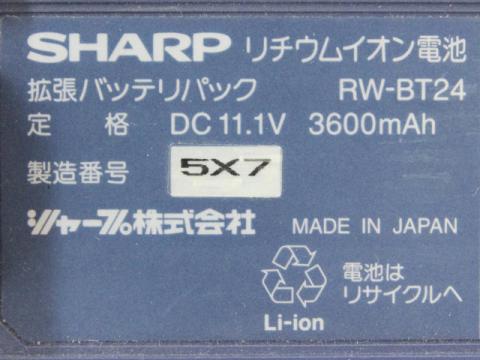 SHARP リチウムイオン電池
拡張バッテリパック RW-BT24
定 格 DC 11.1V 3600mAh
製造番号 5X7
シャープ株式会社 MADE IN JAPAN
電池は
リサイクルへ
Li-ion